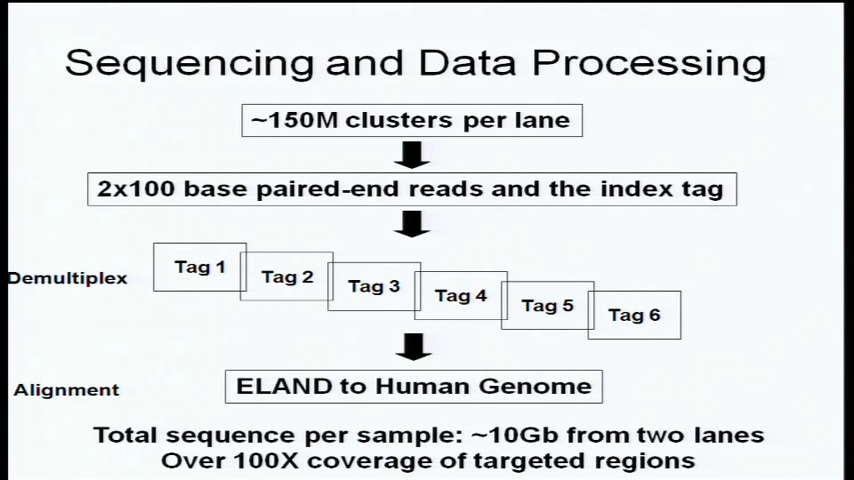 Sequencing and Data Processing
~150M clusters per lane
2x100 base paired-end reads and the index tag
Demultiplex
Tag 1
Tag 2
Tag 3
Tag 4
Tag 5
Tag 6
Alignment
ELAND to Human Genome
Total sequence per sample: ~10Gb from two lanes
Over 100X coverage of targeted regions